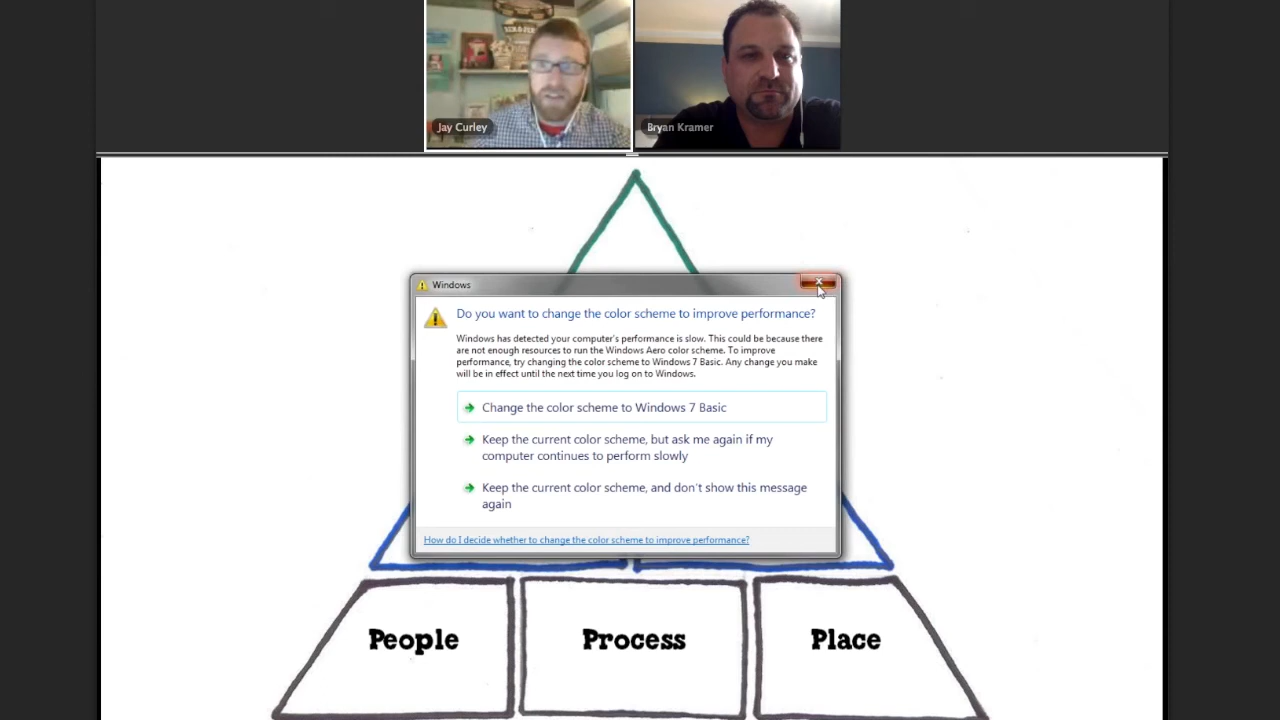 Jay Curley
Bryan Kramer
Windows
Do you want to change the color scheme to improve performance?
Windows has detected your computer's performance is slow. This could be because there
are not enough resources to run the Windows Aero color scheme. To improve
performance, try changing the color scheme to Windows 7 Basic. Any change you make
will be in effect until the next time you log on to Windows.
Change the color scheme to Windows 7 Basic
Keep the current color scheme, but ask me again if my
computer continues to perform slowly
Keep the current color scheme, and don't show this message
again
How do I decide whether to change the color scheme to improve performance?
People
Process
Place